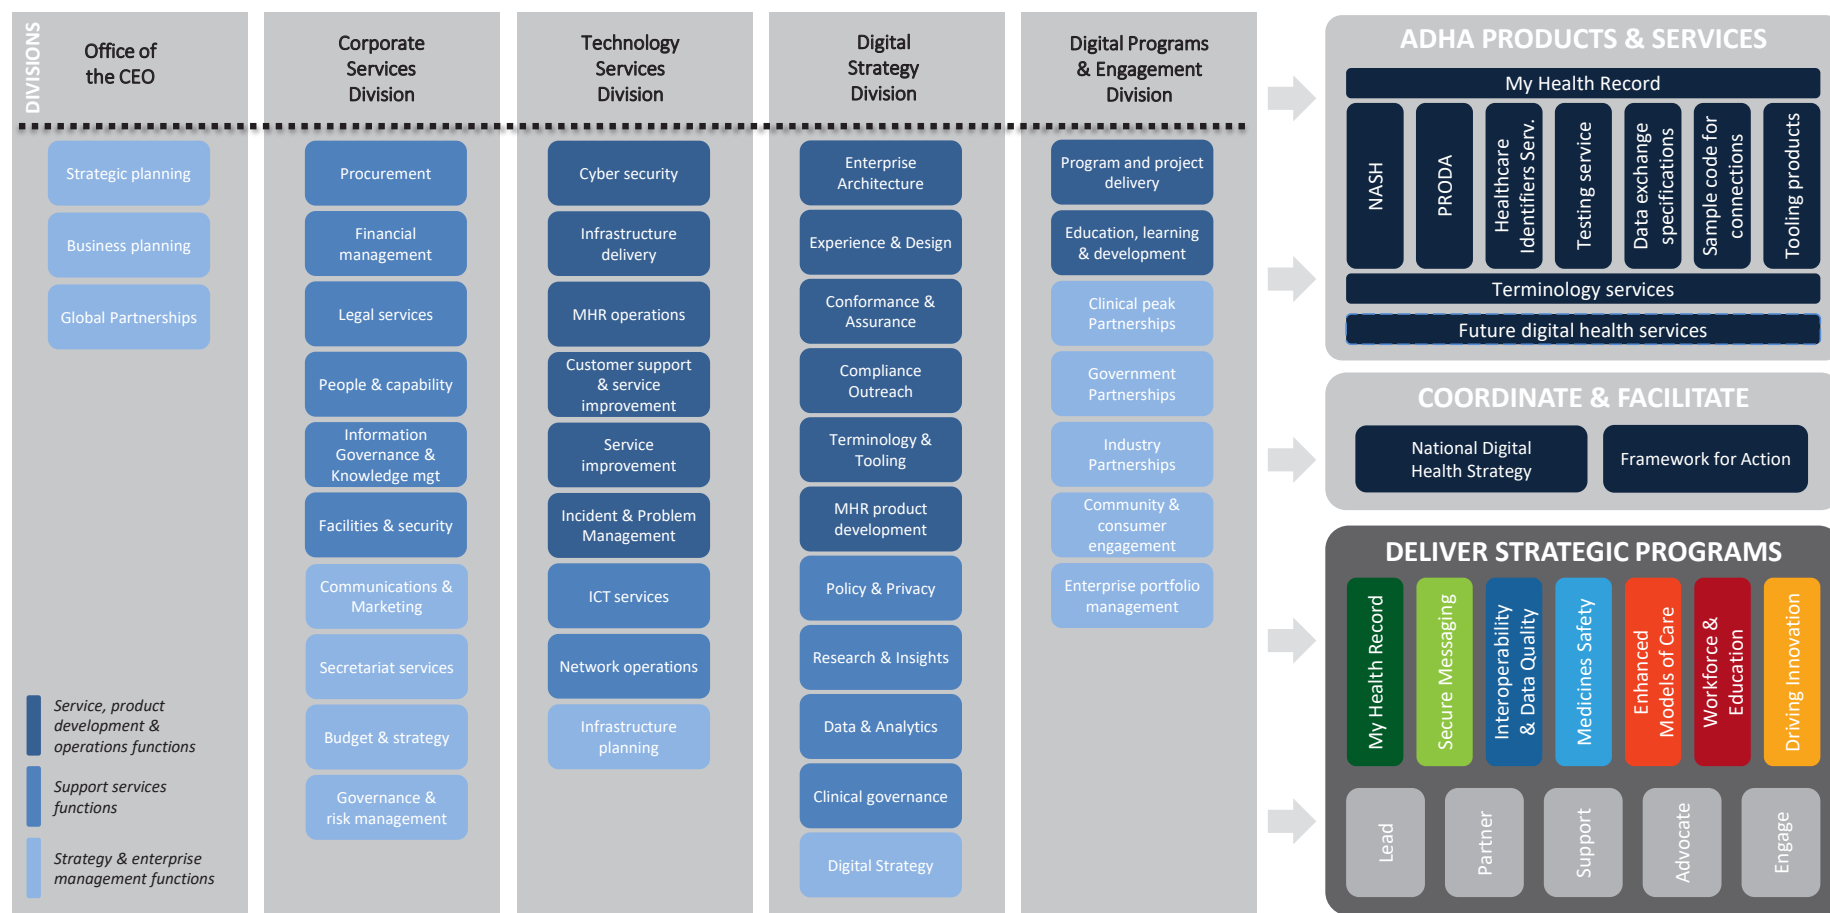 DIVISIONS
Office of
the CEO
Strategic planning
Business planning
Global Partnerships
Service, product
development &
operations functions
Support services
functions
Strategy & enterprise
management functions
Corporate
Services
Division
Procurement
Financial
management
Legal services
People & capability
Information
Governance &
Knowledge mgt
Facilities & security
Communications &
Marketing
Secretariat services
Budget & strategy
Governance &
risk management
Technology
Services
Division
Cyber security
Infrastructure
delivery
MHR operations
Customer support
& service
improvement
Service
improvement
Incident & Problem
Management
ICT services
Network operations
Infrastructure
planning
Digital
Strategy
Division
Enterprise
Architecture
Experience & Design
Conformance &
Assurance
Compliance
Outreach
Terminology &
Tooling
MHR product
development
Policy & Privacy
Research & Insights
Data & Analytics
Clinical governance
Digital Strategy
Digital Programs
& Engagement
Division
Program and project
delivery
Education, learning
& development
Clinical peak
Partnerships
Government
Partnerships
Industry
Partnerships
Community &
consumer
engagement
Enterprise portfolio
management
ADHA PRODUCTS & SERVICES
My Health Record
NASH
PRODA
Healthcare
Identifiers Serv.
Testing service
Data exchange
specifications
Sample code for
connections
Tooling products
Terminology services
Future digital health services
COORDINATE & FACILITATE
National Digital
Health Strategy
Framework for Action
DELIVER STRATEGIC PROGRAMS
My Health Record
Secure Messaging
Interoperability
& Data Quality
Medicines Safety
Enhanced
Models of Care
Workforce &
Education
Driving Innovation
Lead
Partner
Support
Advocate
Engage